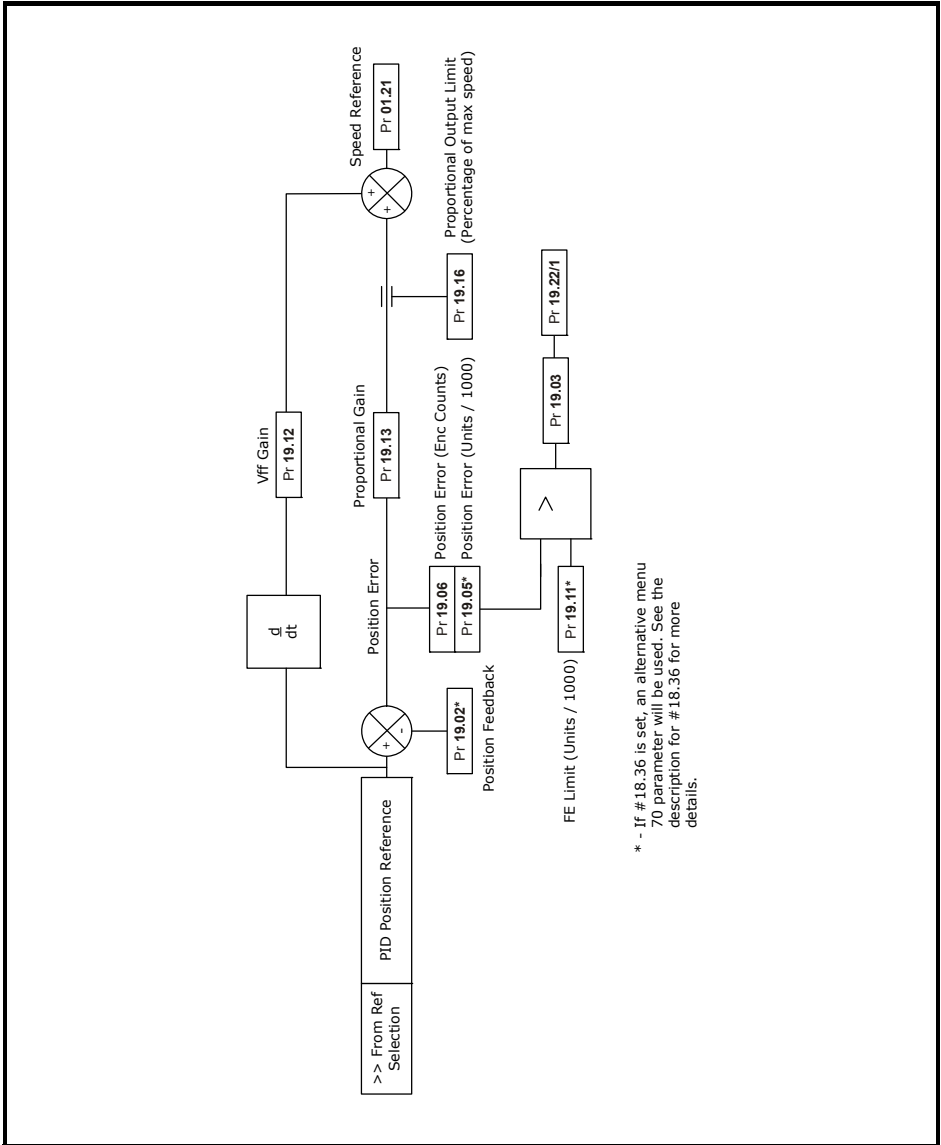 Speed Reference
Pr 01.21
+
+
Vff Gain
Pr 19.12
Proportional Gain
Pr 19.13
Proportional Output Limit
(Percentage of max speed)
Pr 19.16
d
dt
Position Error
Position Error (Enc Counts)
Pr 19.06
Position Error (Units / 1000)
Pr 19.05*
>
Pr 19.03
Pr 19.22/1
FE Limit (Units / 1000)
Pr 19.11*
+
-
Pr 19.02*
Position Feedback
PID Position Reference
>> From Ref
Selection
* - If #18.36 is set, an alternative menu
70 parameter will be used. See the
description for #18.36 for more
details.